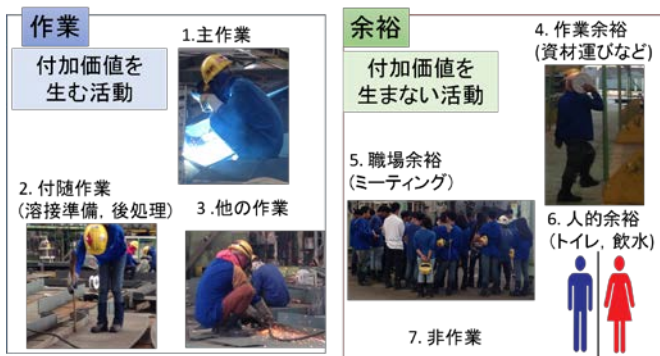 作業
付加価値を
生む活動
1.主作業
2. 付随作業
(溶接準備, 後処理)
3 .他の作業
余裕
付加価値を
生まない活動
4. 作業余裕
(資材運びなど)
5. 職場余裕
(ミーティング)
6. 人的余裕
(トイレ, 飲水)
7. 非作業